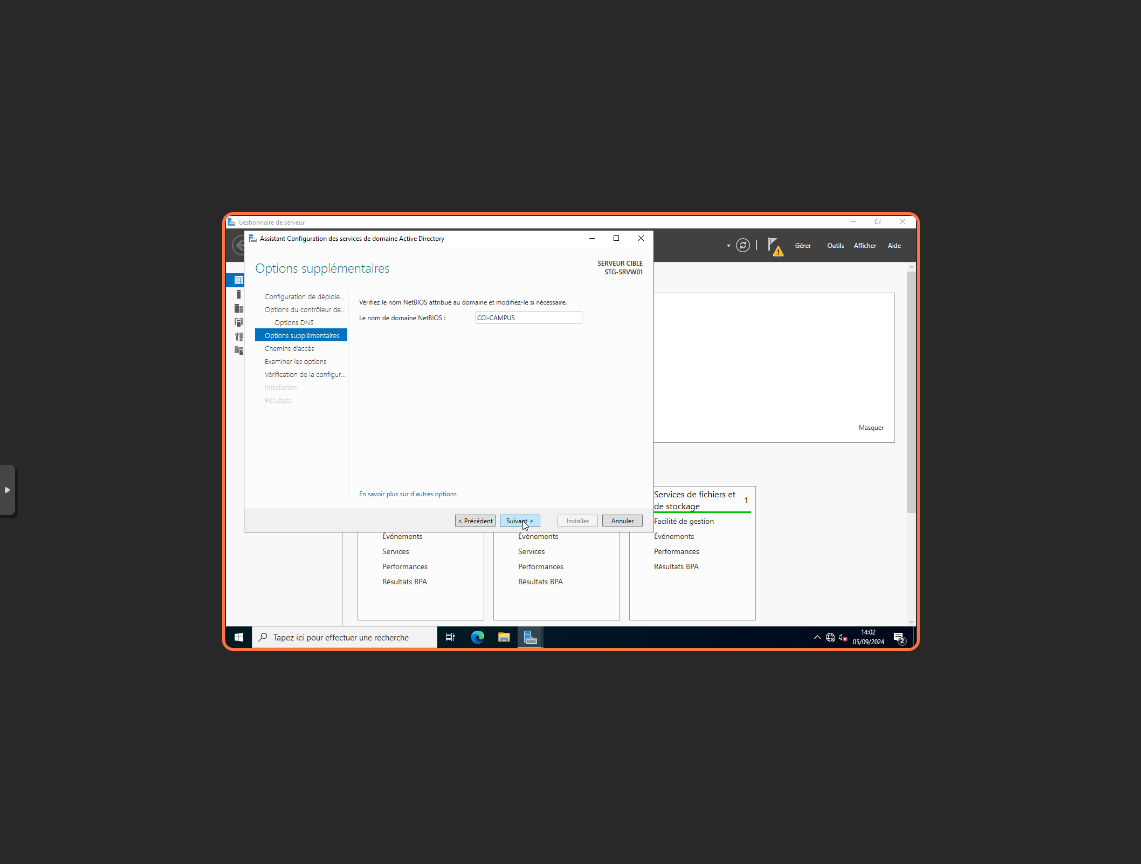 Gestionnaire de serveur
Gérer Outils Afficher Aide
Assistant Configuration des services de domaine Active Directory
Options supplémentaires
SERVEUR CIBLE
STG-SRVW01
Configuration de déploie...
Options du contrôleur de...
Options DNS
Options supplémentaires
Chemins d'accès
Examiner les options
Vérification de la configur...
Installation
Résultats
Vérifiez le nom NetBIOS attribué au domaine et modifiez-le si nécessaire.
Le nom de domaine NetBIOS :
CCI-CAMPUS
En savoir plus sur d'autres options
< Précédent
Suivant >
Installer
Annuler
Masquer
Services de fichiers et
de stockage
1
Facilité de gestion
Événements
Performances
Résultats BPA
Événements
Services
Performances
Résultats BPA
Événements
Services
Performances
Résultats BPA
Tapez ici pour effectuer une recherche
14:02
05/09/2024
2